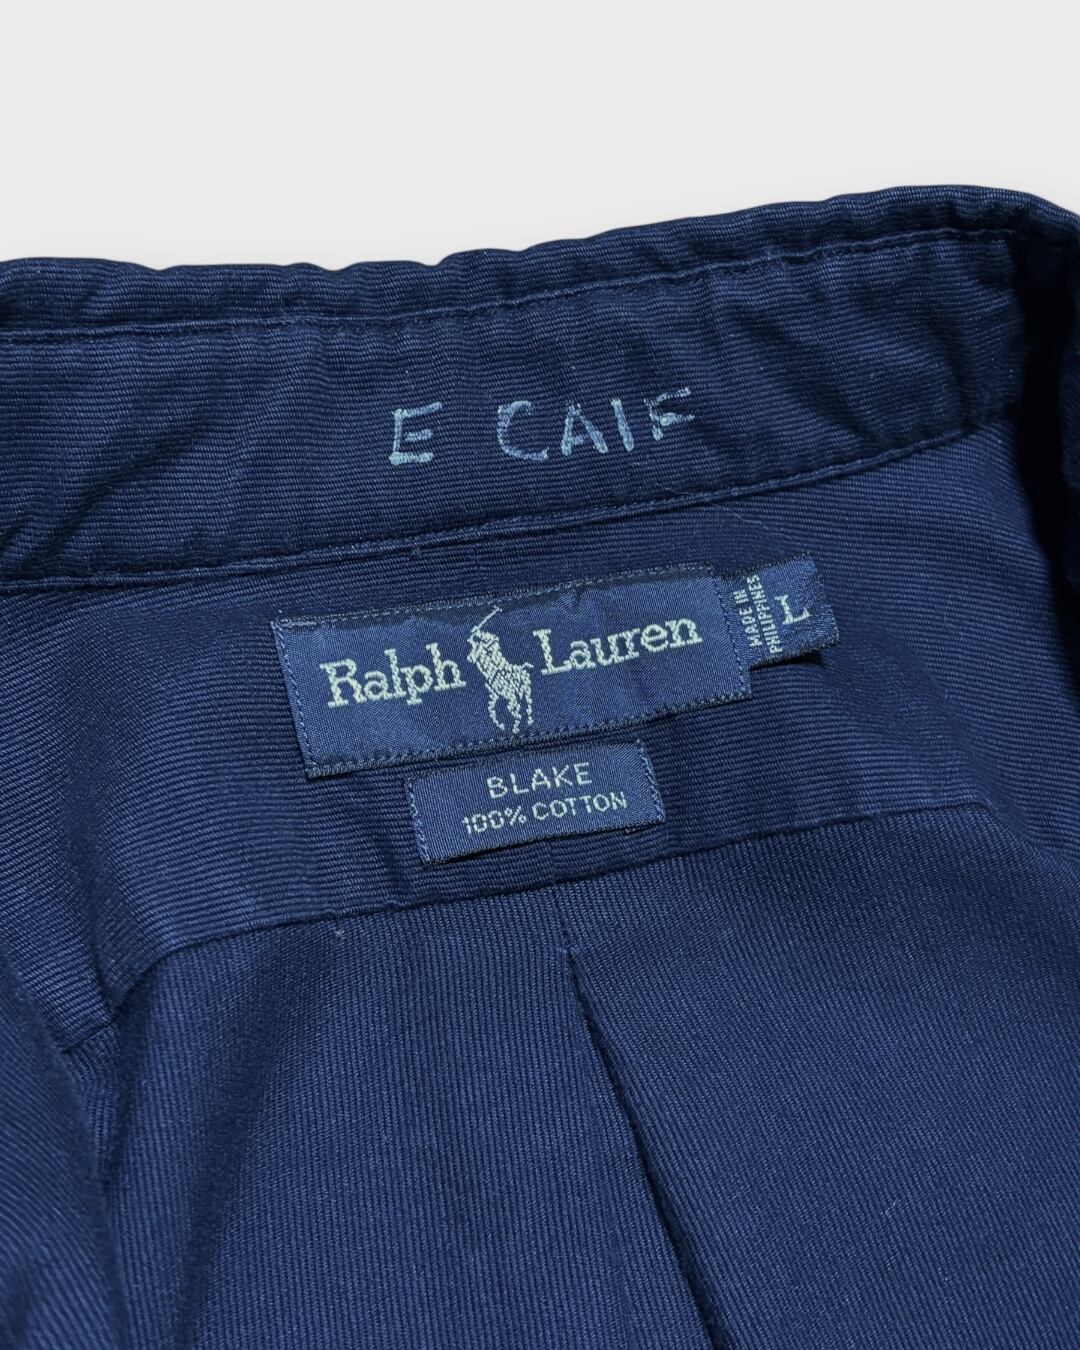 E CAIF
Ralph Lauren
MADE IN
PHILIPPINES
L
BLAKE
100% COTTON